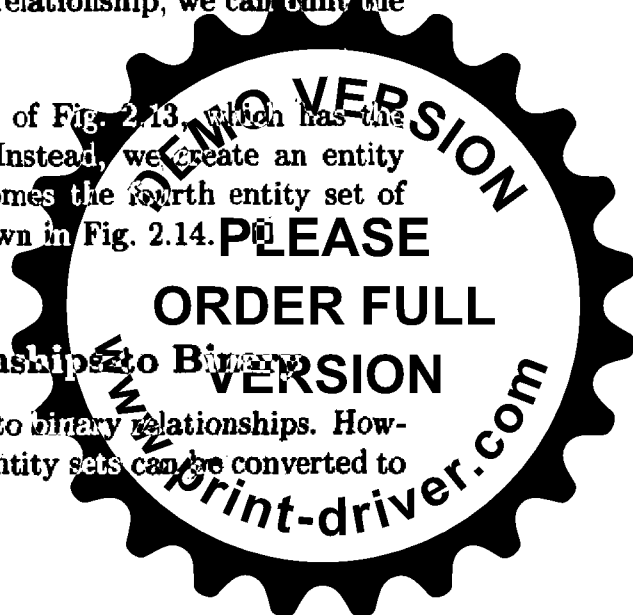 relationship, we can omit the
of Fig. 2.13, which has the
Instead, we create an entity
omes the fourth entity set of
wn in Fig. 2.14.
nships to Binary
to binary relationships. How-
ntity sets can be converted to
DEMO VERSION
PLEASE
ORDER FULL
VERSION
www.print-driver.com